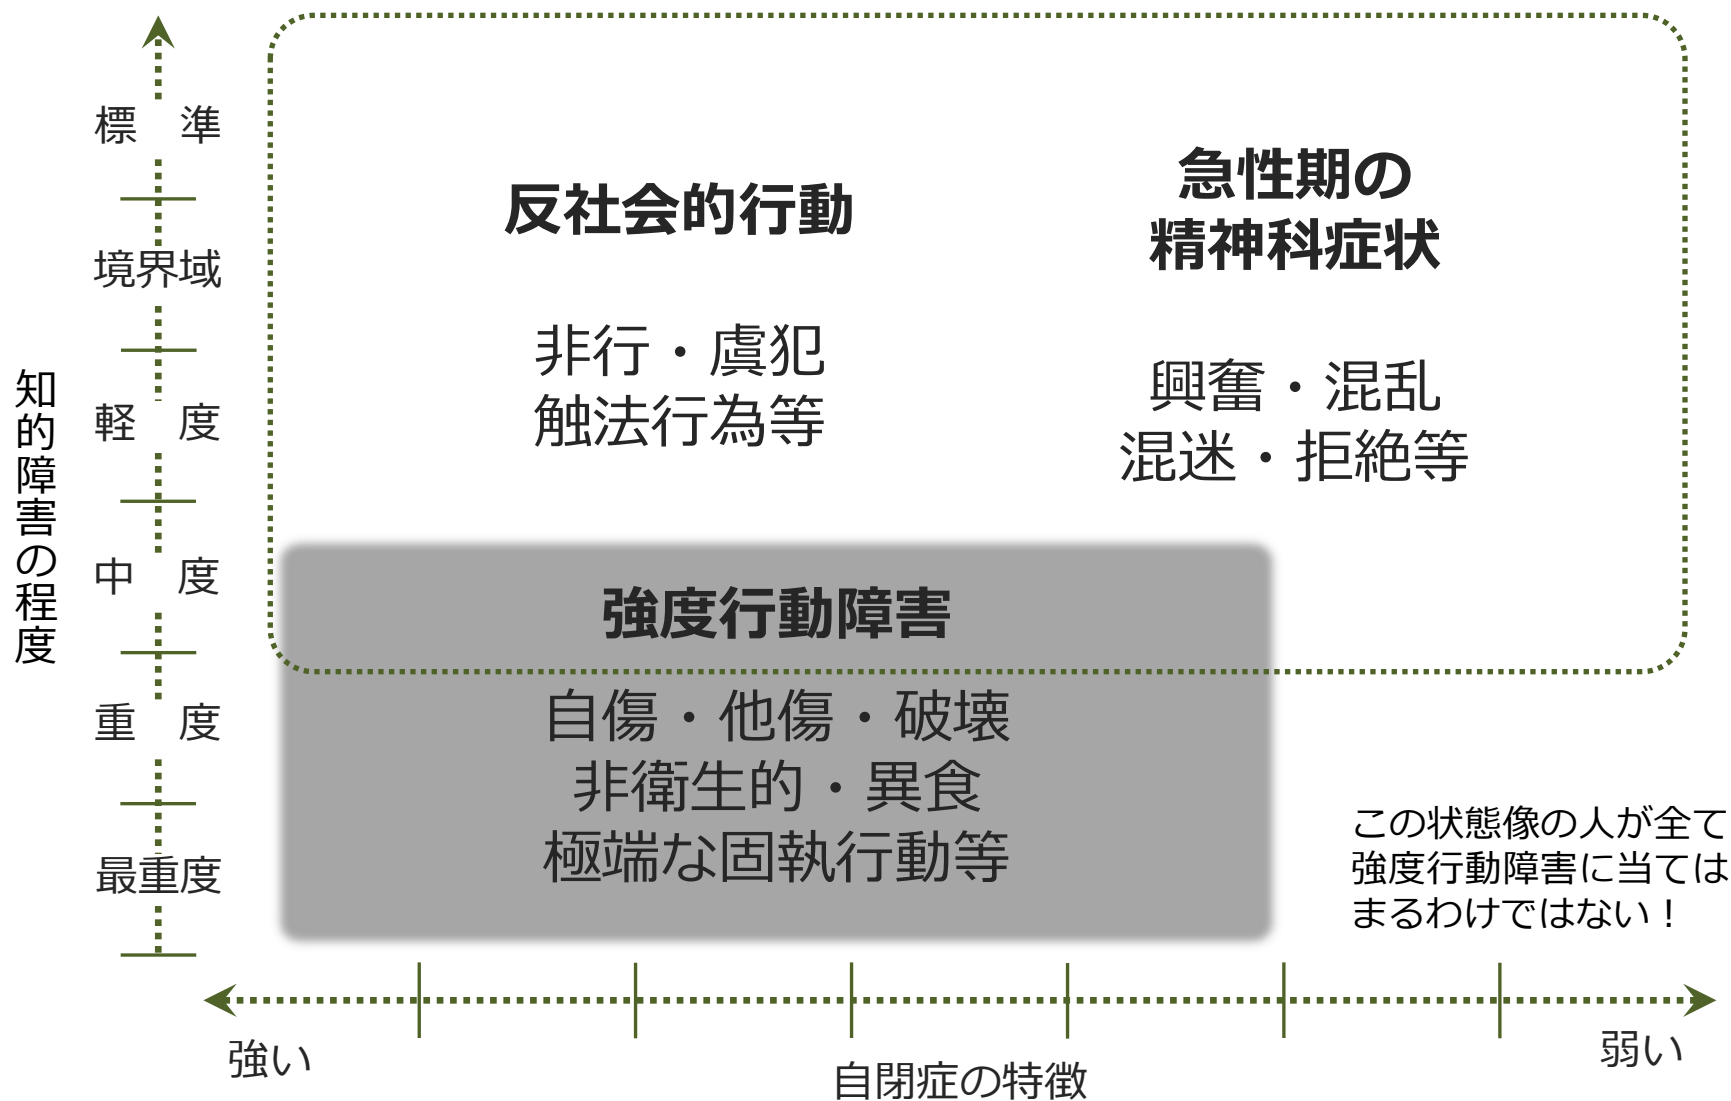 知的障害の程度
標　準
境界域
軽　度
中　度
重　度
最重度
反社会的行動
非行・虞犯
触法行為等
急性期の
精神科症状
興奮・混乱
混迷・拒絶等
強度行動障害
自傷・他傷・破壊
非衛生的・異食
極端な固執行動等
この状態像の人が全て
強度行動障害に当ては
まるわけではない！
強い
自閉症の特徴
弱い